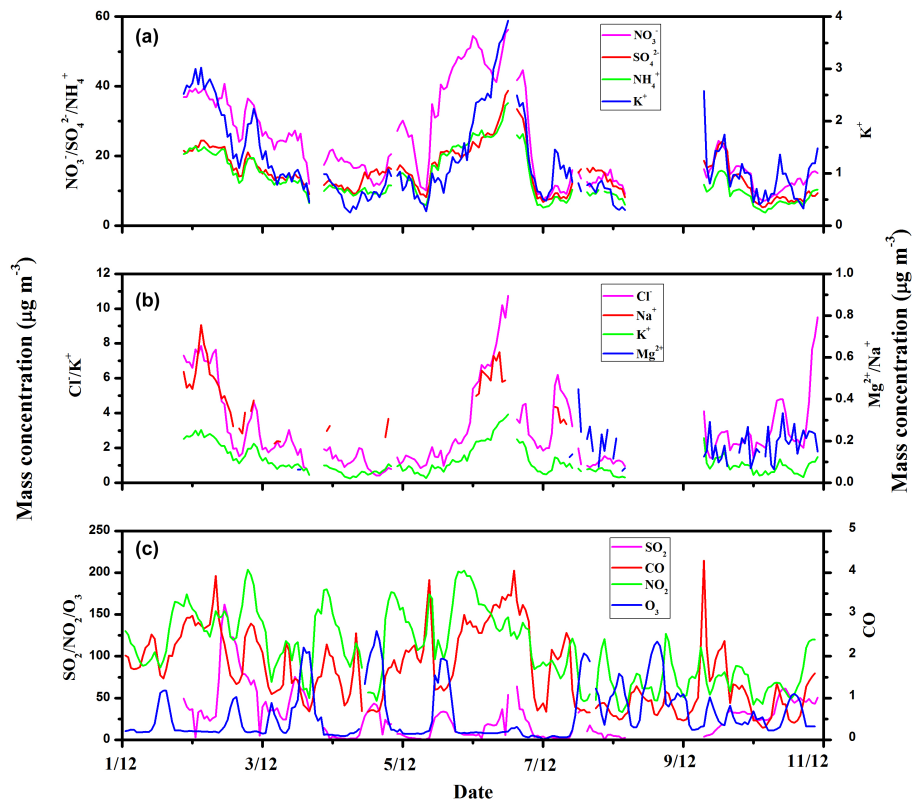 (a)
NO₃⁻
SO₄²⁻
NH₄⁺
K⁺
60
40
20
0
4
3
2
1
0
NO₃⁻/SO₄²⁻/NH₄⁺
K⁺
(b)
Cl⁻
Na⁺
K⁺
Mg²⁺
12
10
8
6
4
2
0
1.0
0.8
0.6
0.4
0.2
0.0
Cl⁻/K⁺
Mg²⁺/Na⁺
Mass concentration (μg m⁻³)
Mass concentration (μg m⁻³)
(c)
SO₂
CO
NO₂
O₃
250
200
150
100
50
0
5
4
3
2
1
0
SO₂/NO₂/O₃
CO
1/12 3/12 5/12 7/12 9/12 11/12
Date